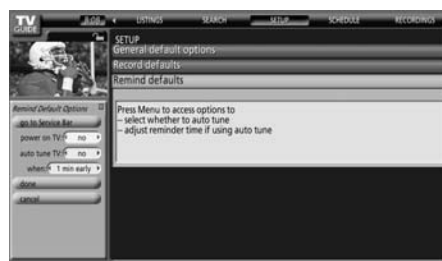 TV GUIDE
8:08
LISTINGS SEARCH SETUP SCHEDULE RECORDINGS
SETUP
General default options
Record defaults
Remind defaults
Remind Default Options
go to Service Bar
power on TV: no
auto tune TV: no
when: 1 min early
done
cancel
Press Menu to access options to
– select whether to auto tune
– adjust reminder time if using auto tune